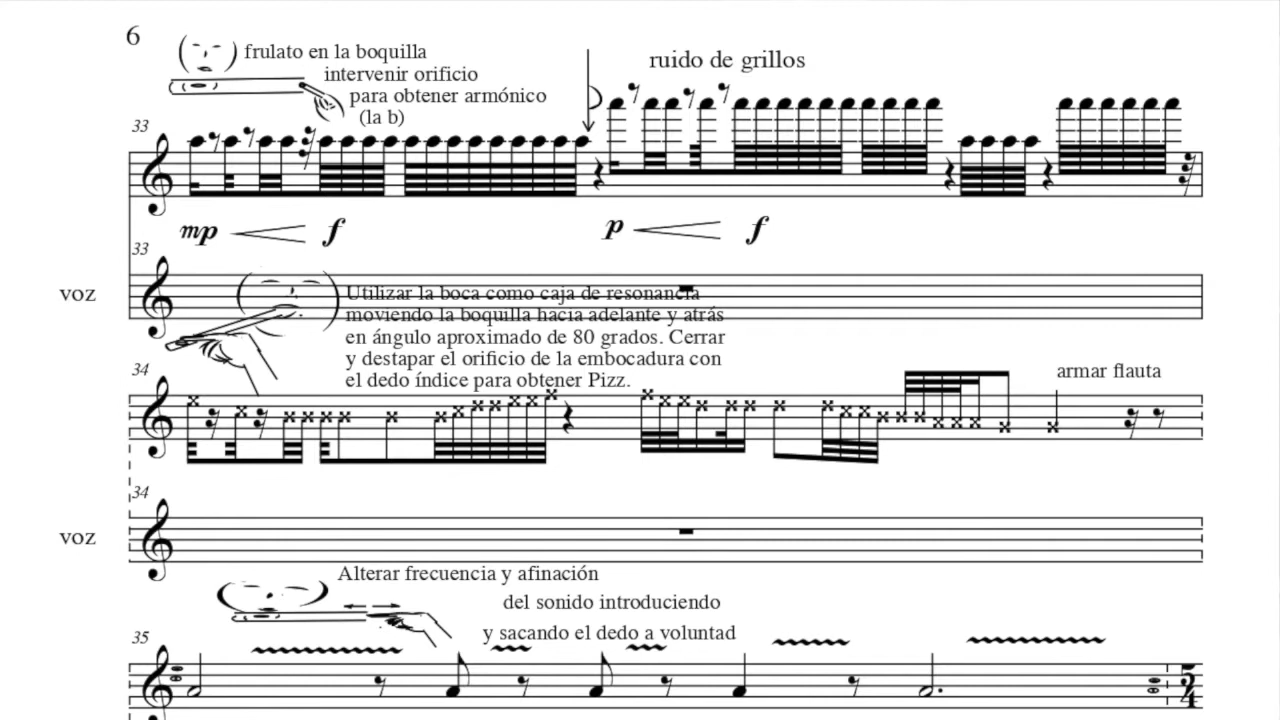 6
frulato en la boquilla
intervenir orificio
para obtener armónico
(la b)
ruido de grillos
33
mp
f
p
f
33
voz
Utilizar la boca como caja de resonancia
moviendo la boquilla hacia adelante y atrás
en ángulo aproximado de 80 grados. Cerrar
y destapar el orificio de la embocadura con
el dedo índice para obtener Pizz.
34
armar flauta
34
voz
Alterar frecuencia y afinación
del sonido introduciendo
y sacando el dedo a voluntad
35
5
4